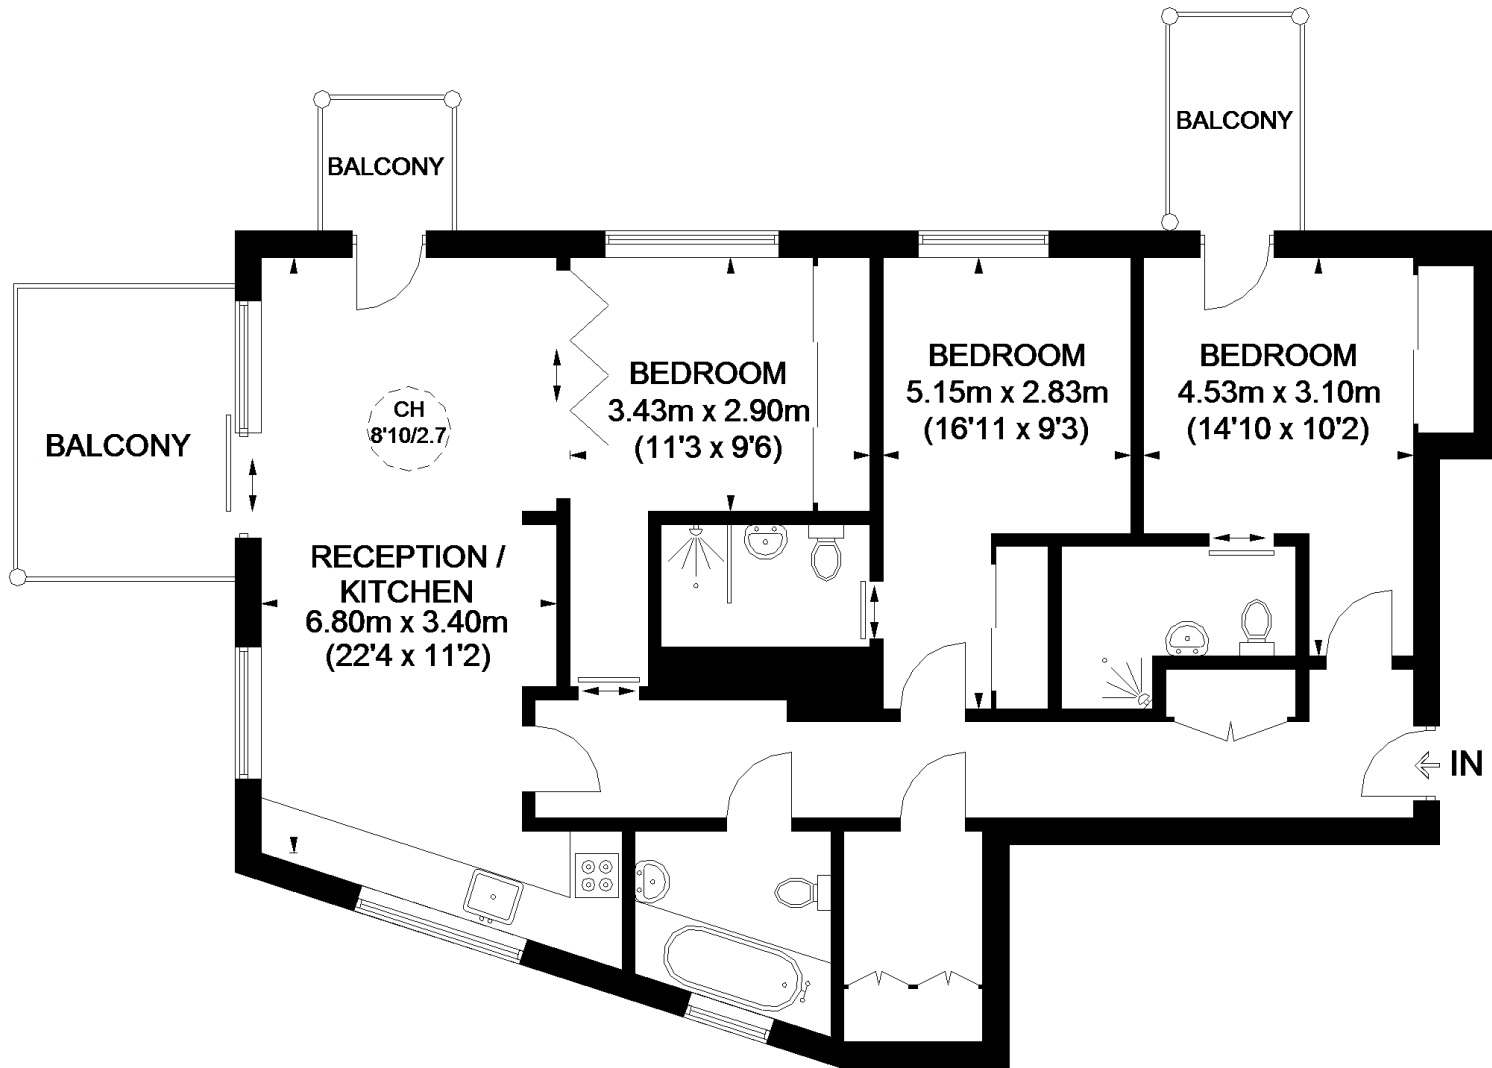 BALCONY
BALCONY
BALCONY
BEDROOM
3.43m x 2.90m
(11'3 x 9'6)
BEDROOM
5.15m x 2.83m
(16'11 x 9'3)
BEDROOM
4.53m x 3.10m
(14'10 x 10'2)
CH
8'10/2.7
RECEPTION /
KITCHEN
6.80m x 3.40m
(22'4 x 11'2)
IN